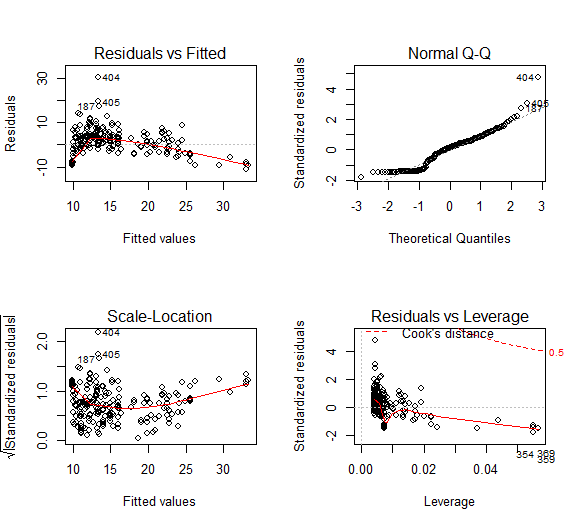 Residuals vs Fitted
Residuals
30
10
-10
404
405
187
10 15 20 25 30
Fitted values
Normal Q-Q
Standardized residuals
4
2
0
-2
404
405
187
-3 -2 -1 0 1 2 3
Theoretical Quantiles
Scale-Location
√|Standardized residuals|
2.0
1.0
0.0
404
405
187
10 15 20 25 30
Fitted values
Residuals vs Leverage
Standardized residuals
4
2
0
-2
Cook's distance
0.5
354
369
0.00 0.02 0.04
Leverage